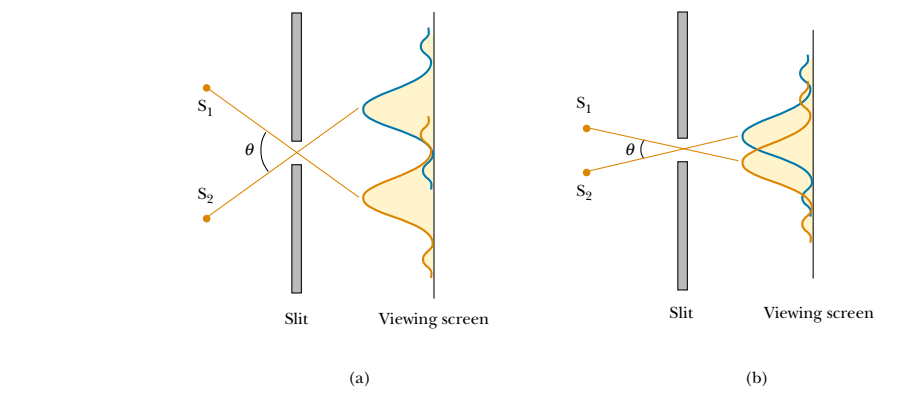 S1
θ
S2
Slit
Viewing screen
(a)
S1
θ
S2
Slit
Viewing screen
(b)